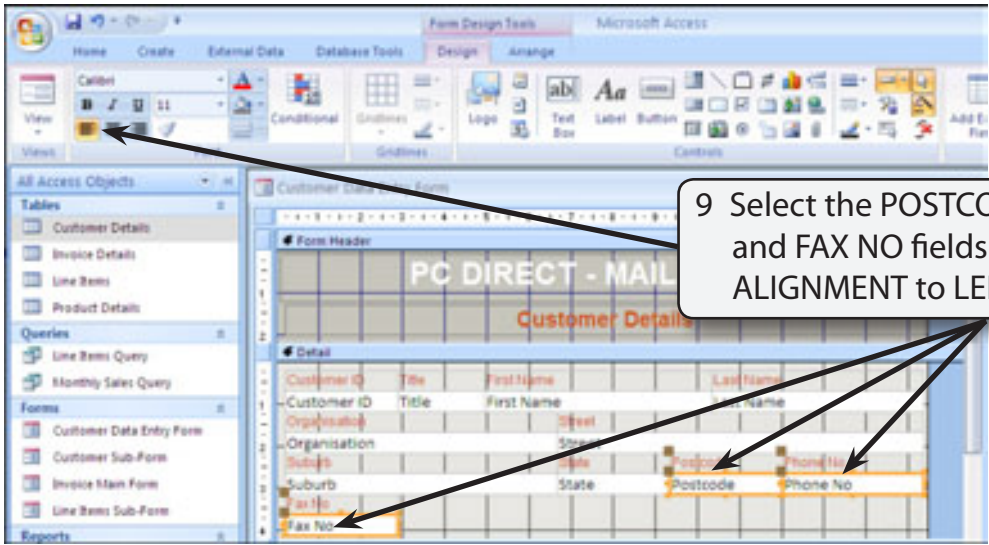 Form Design Tools Microsoft Access
Home Create External Data Database Tools Design Arrange
Calibri
B I U 11
View
Conditional
Gridlines
Logo
ab|
Text Box
Aa
Label
Button
Views
Gridlines
Controls
All Access Objects
Tables
Customer Details
Invoice Details
Line Items
Product Details
Queries
Line Items Query
Monthly Sales Query
Forms
Customer Data Entry Form
Customer Sub-Form
Invoice Main Form
Line Items Sub-Form
Reports
Customer Data Entry Form
Form Header
PC DIRECT - MAIL
Customer Details
Detail
Customer ID Title First Name Last Name
Customer ID Title First Name Last Name
Organisation Street
Organisation Street
Suburb State Postcode Phone No
Suburb State Postcode Phone No
Fax No
Fax No
9 Select the POSTCO
and FAX NO fields
ALIGNMENT to LE